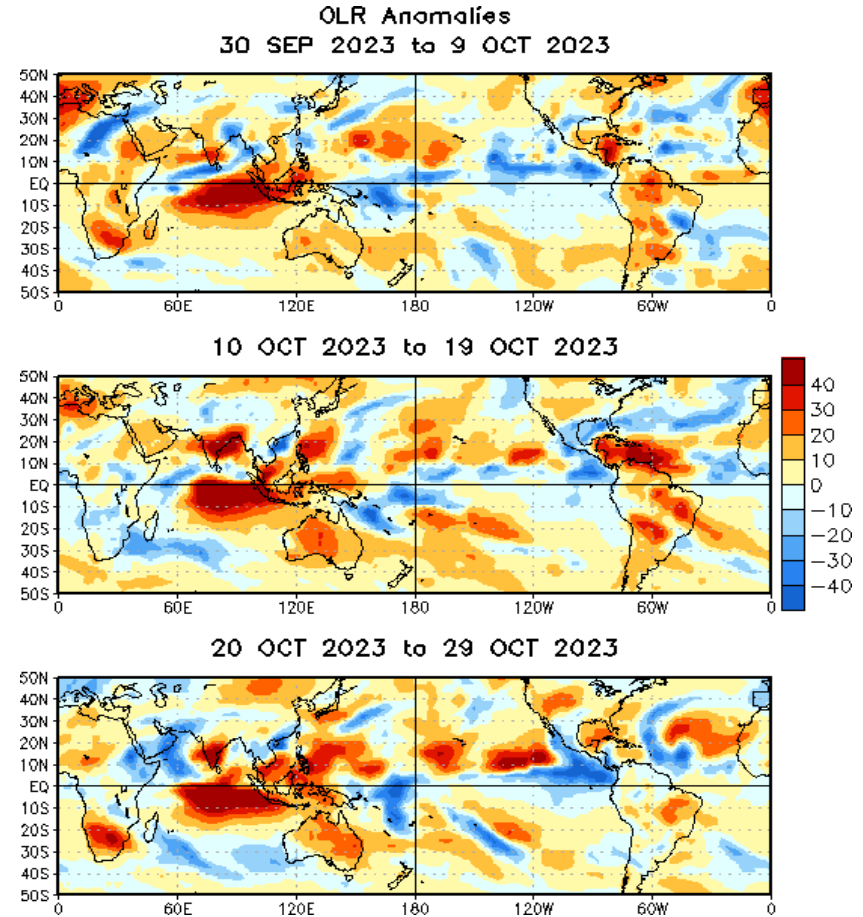 OLR Anomalies
30 SEP 2023 to 9 OCT 2023
50N
40N
30N
20N
10N
EQ
10S
20S
30S
40S
50S
0 60E 120E 180 120W 60W 0
10 OCT 2023 to 19 OCT 2023
50N
40N
30N
20N
10N
EQ
10S
20S
30S
40S
50S
0 60E 120E 180 120W 60W 0
40
30
20
10
0
−10
−20
−30
−40
20 OCT 2023 to 29 OCT 2023
50N
40N
30N
20N
10N
EQ
10S
20S
30S
40S
50S
0 60E 120E 180 120W 60W 0